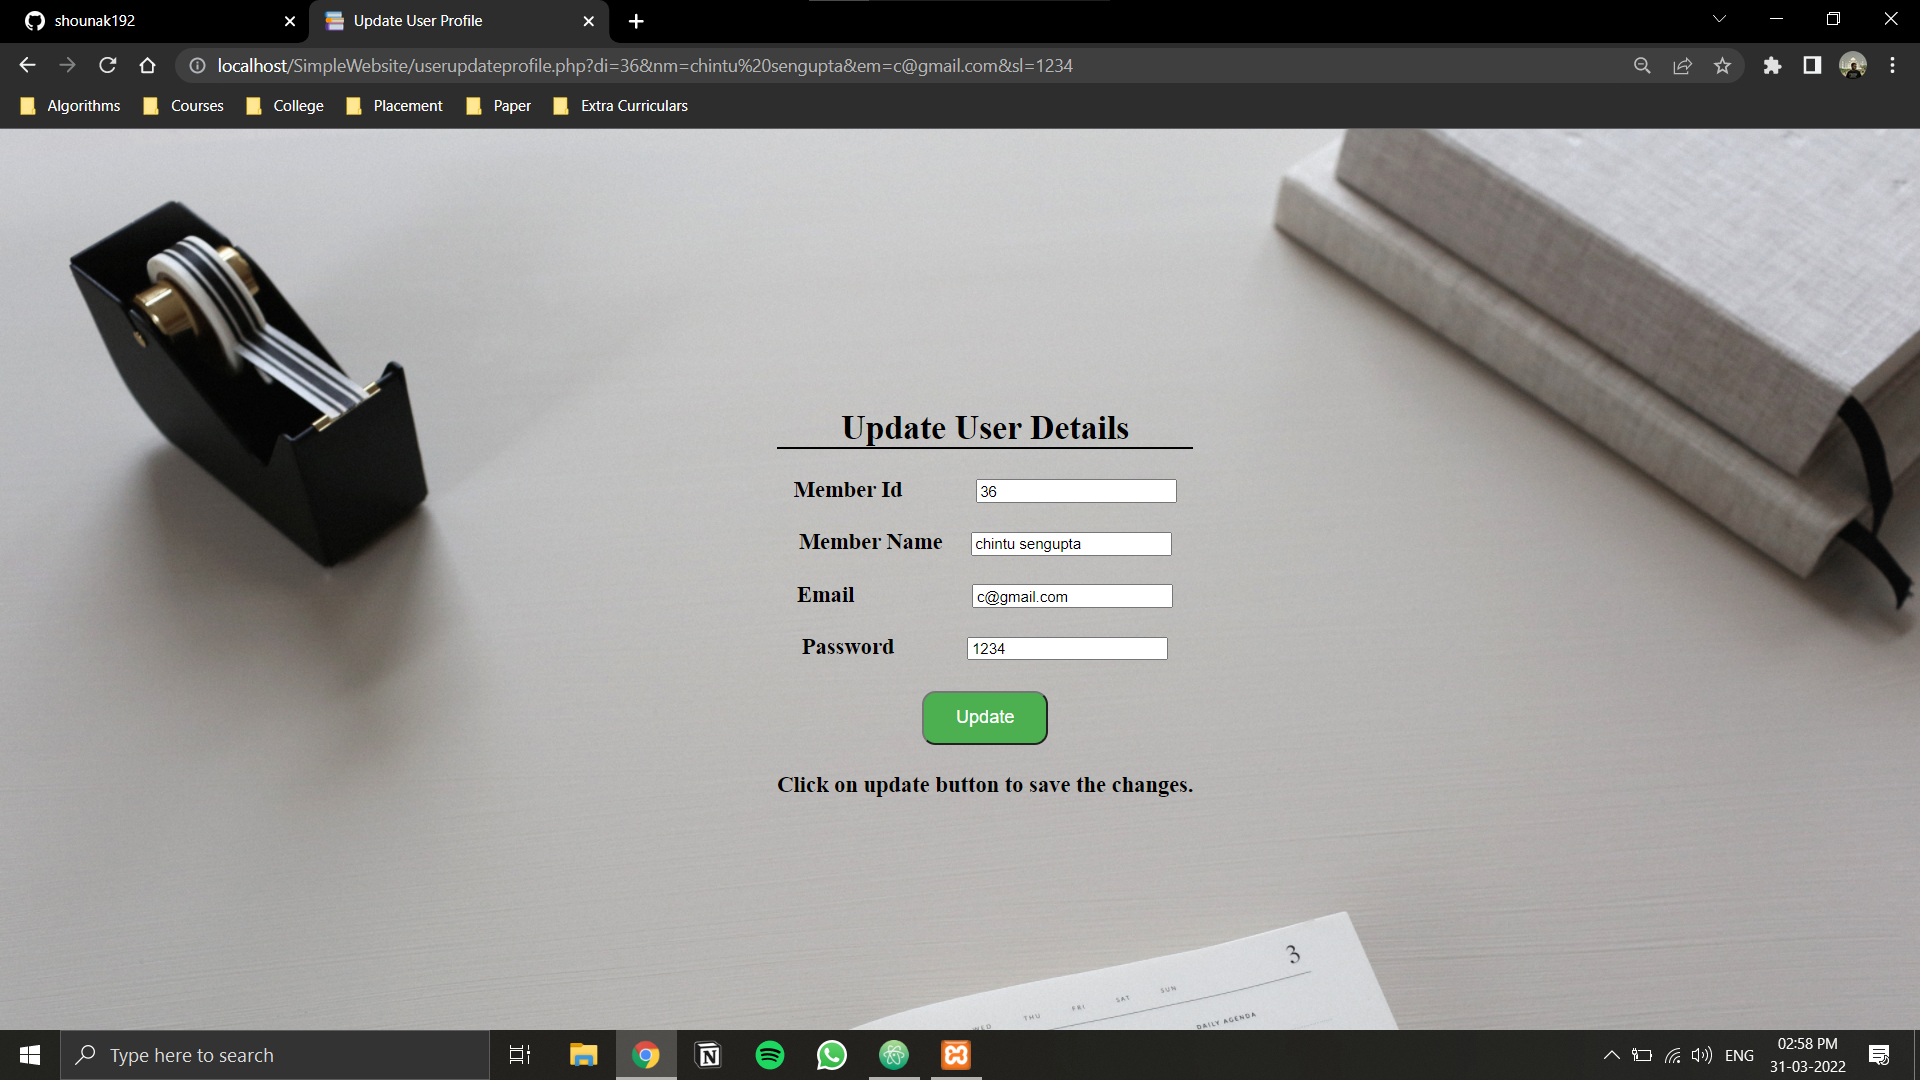 shounak192
Update User Profile
localhost/SimpleWebsite/userupdateprofile.php?di=36&nm=chintu%20sengupta&em=c@gmail.com&sl=1234
Algorithms Courses College Placement Paper Extra Curriculars
Update User Details
Member Id 36
Member Name chintu sengupta
Email c@gmail.com
Password 1234
Update
Click on update button to save the changes.
3
WED THU FRI SAT SUN
DAILY AGENDA
Type here to search
ENG
02:58 PM
31-03-2022